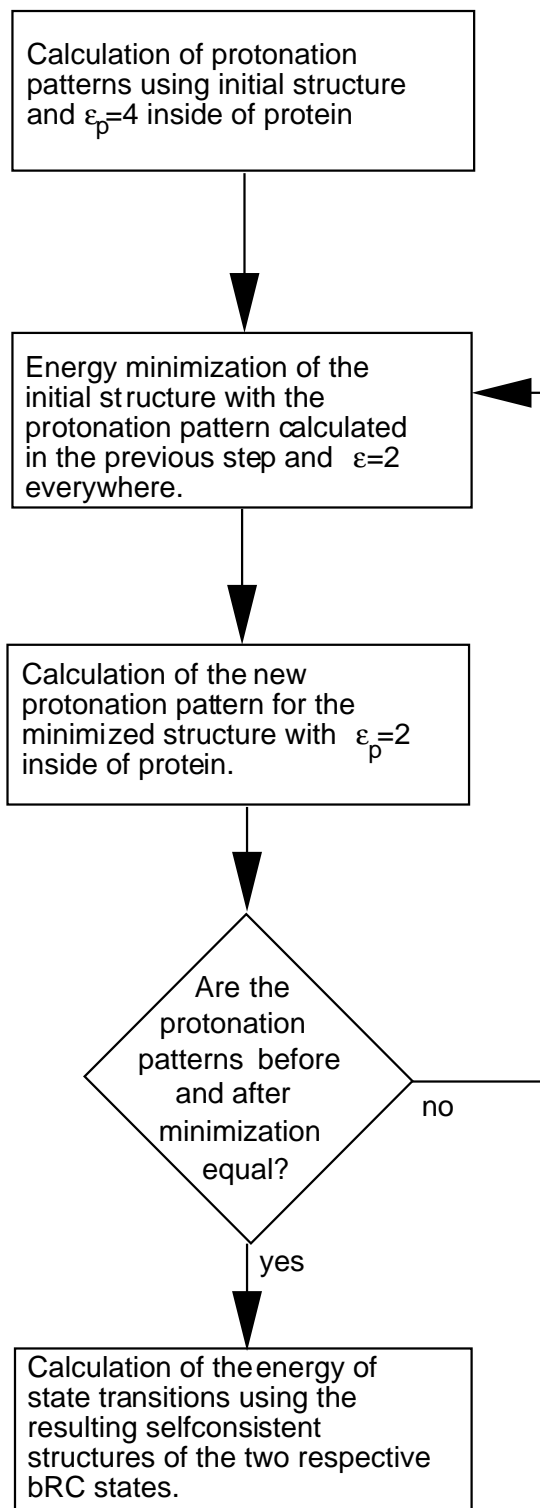 Calculation of protonation
patterns using initial structure
and εp=4 inside of protein
Energy minimization of the
initial structure with the
protonation pattern calculated
in the previous step and ε=2
everywhere.
Calculation of the new
protonation pattern for the
minimized structure with εp=2
inside of protein.
Are the
protonation
patterns before
and after
minimization
equal?
no
yes
Calculation of the energy of
state transitions using the
resulting selfconsistent
structures of the two respective
bRC states.